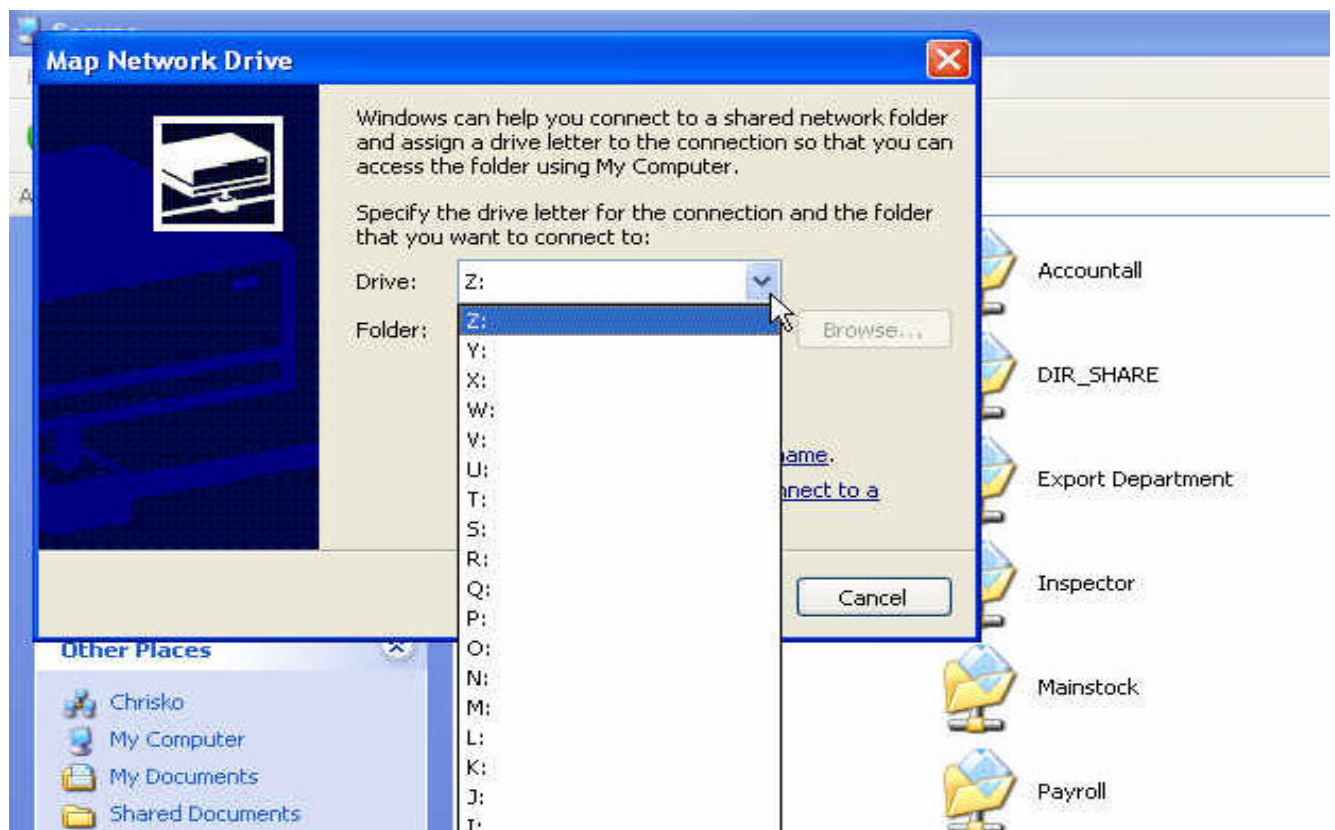 Map Network Drive
Windows can help you connect to a shared network folder
and assign a drive letter to the connection so that you can
access the folder using My Computer.
Specify the drive letter for the connection and the folder
that you want to connect to:
Drive:
Z:
Folder:
Browse...
Z:
Y:
X:
W:
V:
U:
T:
S:
R:
Q:
P:
O:
N:
M:
L:
K:
J:
I:
ame.
nnect to a
Cancel
Other Places
Chrisko
My Computer
My Documents
Shared Documents
Accountall
DIR_SHARE
Export Department
Inspector
Mainstock
Payroll